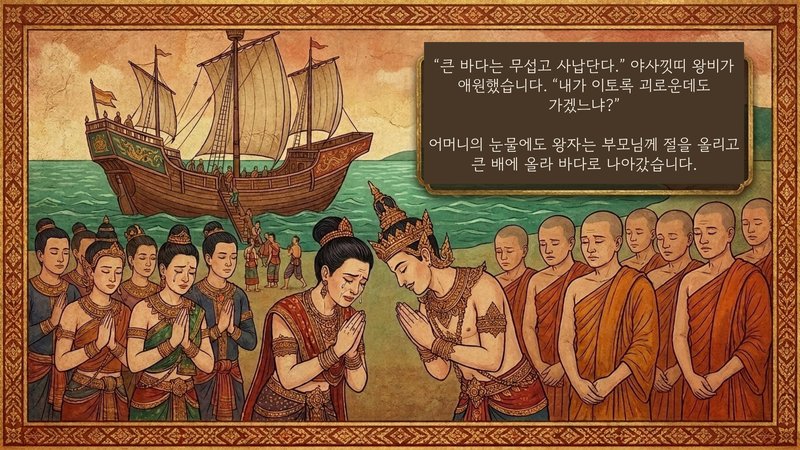 “큰 바다는 무섭고 사납단다.” 야사낏띠 왕비가
애원했습니다. “내가 이토록 괴로운데도
가겠느냐?”
어머니의 눈물에도 왕자는 부모님께 절을 올리고
큰 배에 올라 바다로 나아갔습니다.